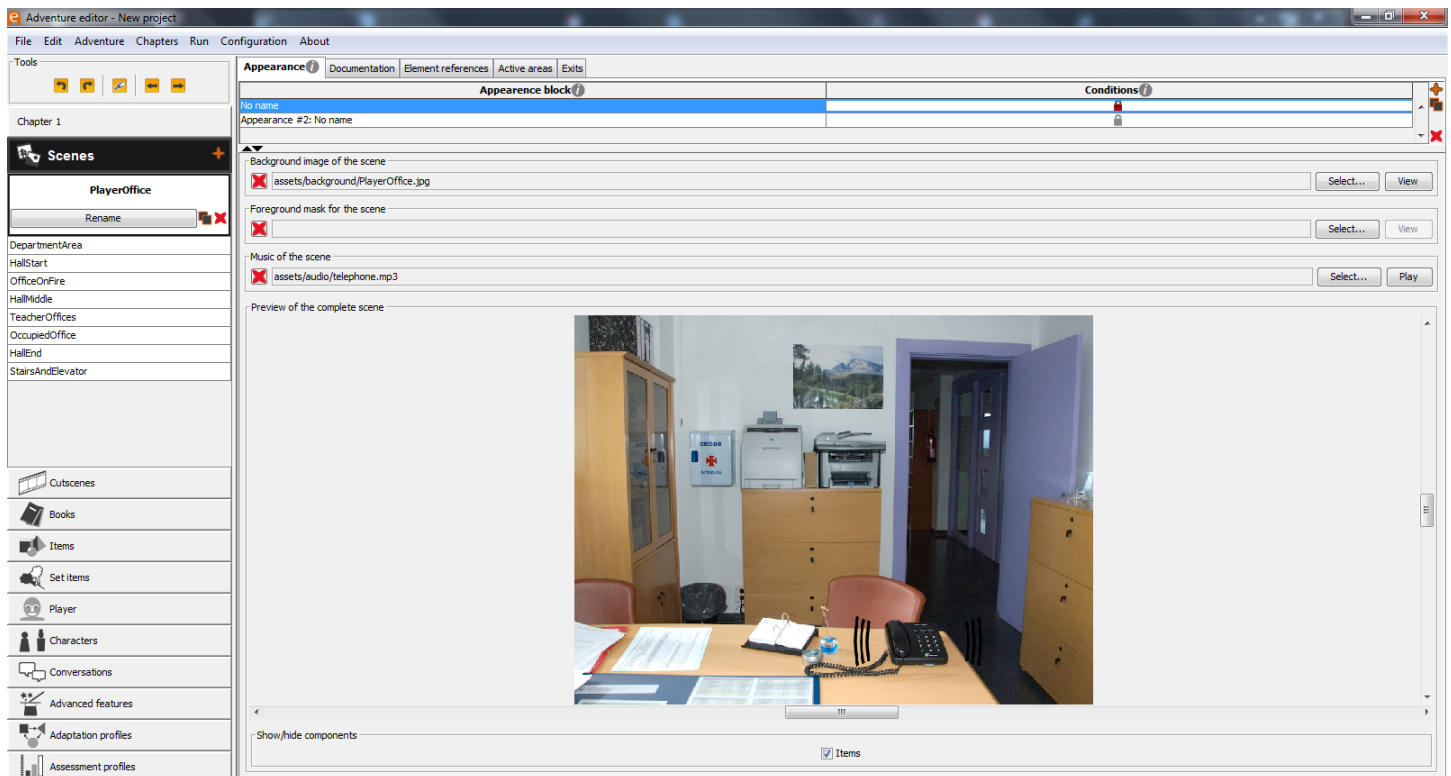 Adventure editor - New project
File Edit Adventure Chapters Run Configuration About
Tools
Appearance Documentation Element references Active areas Exits
Appearence block Conditions
No name
Appearance #2: No name
Chapter 1
Scenes
PlayerOffice
Rename
DepartmentArea
HallStart
OfficeOnFire
HallMiddle
TeacherOffices
OccupiedOffice
HallEnd
StairsAndElevator
Cutscenes
Books
Items
Set items
Player
Characters
Conversations
Advanced features
Adaptation profiles
Assessment profiles
Background image of the scene
assets/background/PlayerOffice.jpg Select... View
Foreground mask for the scene
Select... View
Music of the scene
assets/audio/telephone.mp3 Select... Play
Preview of the complete scene
Show/hide components
Items